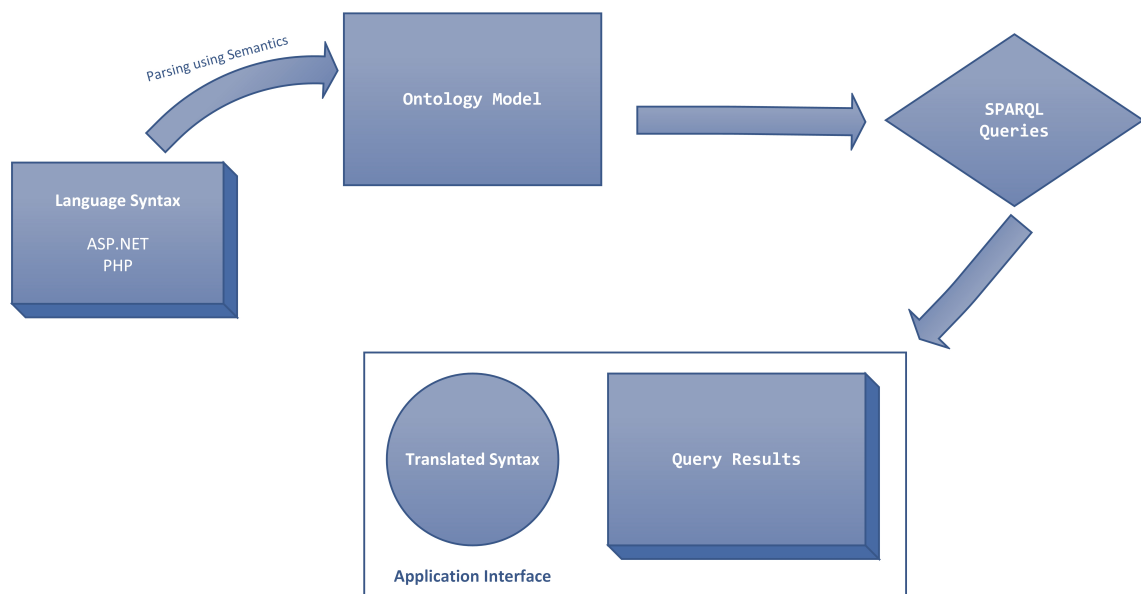 Parsing using Semantics
Ontology Model
SPARQL
Queries
Language Syntax
ASP.NET
PHP
Translated Syntax
Query Results
Application Interface